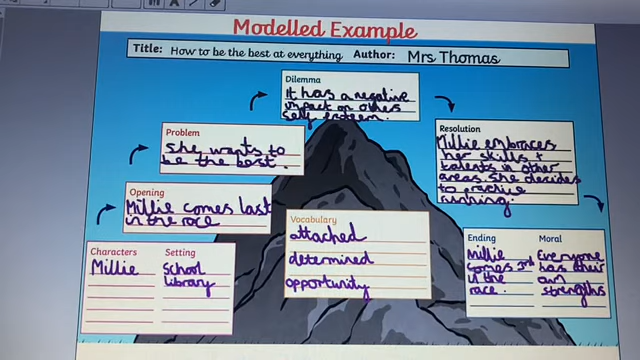 Modelled Example
Title: How to be the best at everything Author: Mrs Thomas
Dilemma
It has a negative
impact on others
self esteem.
Problem
She wants to
be the best.
Resolution
Millie embraces
her skills +
talents in other
areas. She decides
to practice
running.
Opening
Millie comes last
in the race
Vocabulary
attached
determined
opportunity
Characters
Millie
Setting
School
library
Ending
Millie
comes 3rd
in the
race.
Moral
Everyone
has their
own
strengths